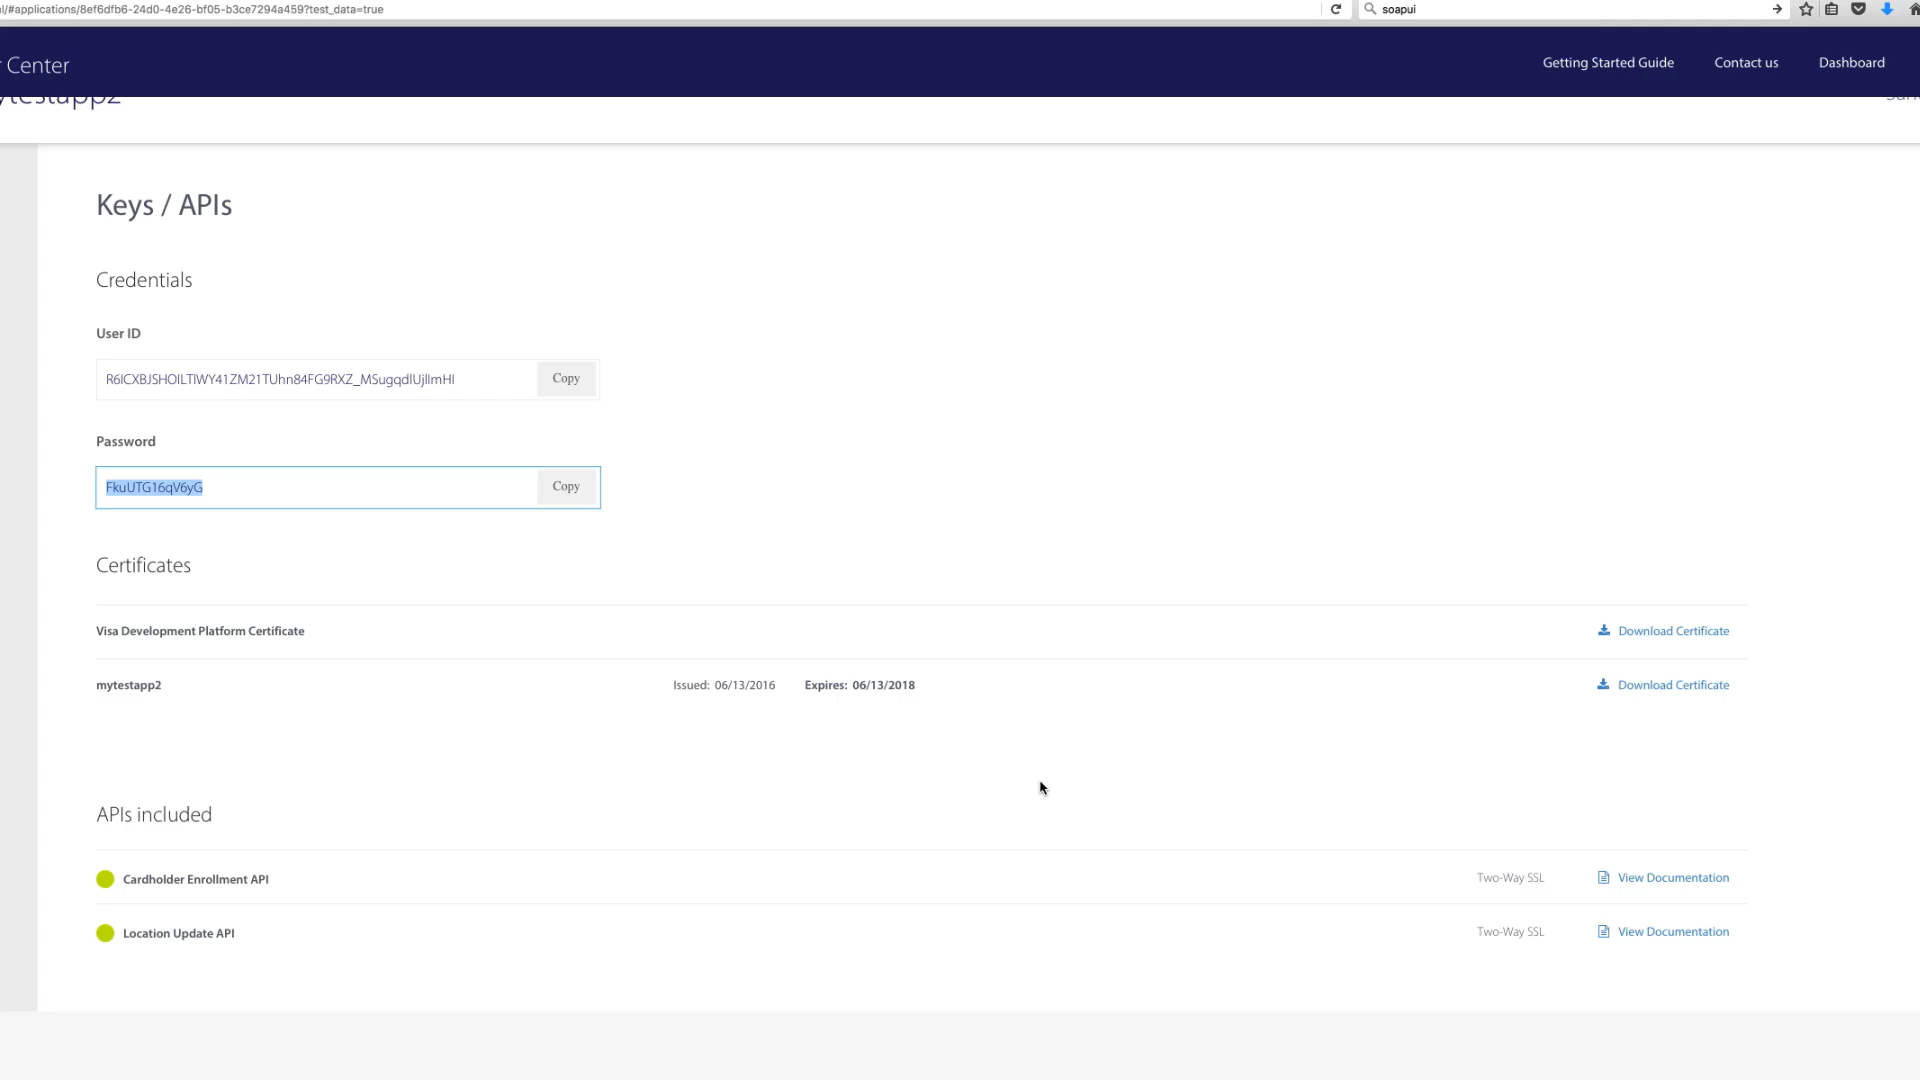 l/#applications/8ef6dfb6-24d0-4e26-bf05-b3ce7294a459?test_data=true
soapui
Center
Getting Started Guide
Contact us
Dashboard
ytestapp2
Keys / APIs
Credentials
User ID
R6ICXBJSHOILTIWY41ZM21TUhn84FG9RXZ_MSugqdlUjllmHI
Copy
Password
FkuUTG16qV6yG
Copy
Certificates
Visa Development Platform Certificate
Download Certificate
mytestapp2
Issued: 06/13/2016
Expires: 06/13/2018
Download Certificate
APIs included
Cardholder Enrollment API
Two-Way SSL
View Documentation
Location Update API
Two-Way SSL
View Documentation